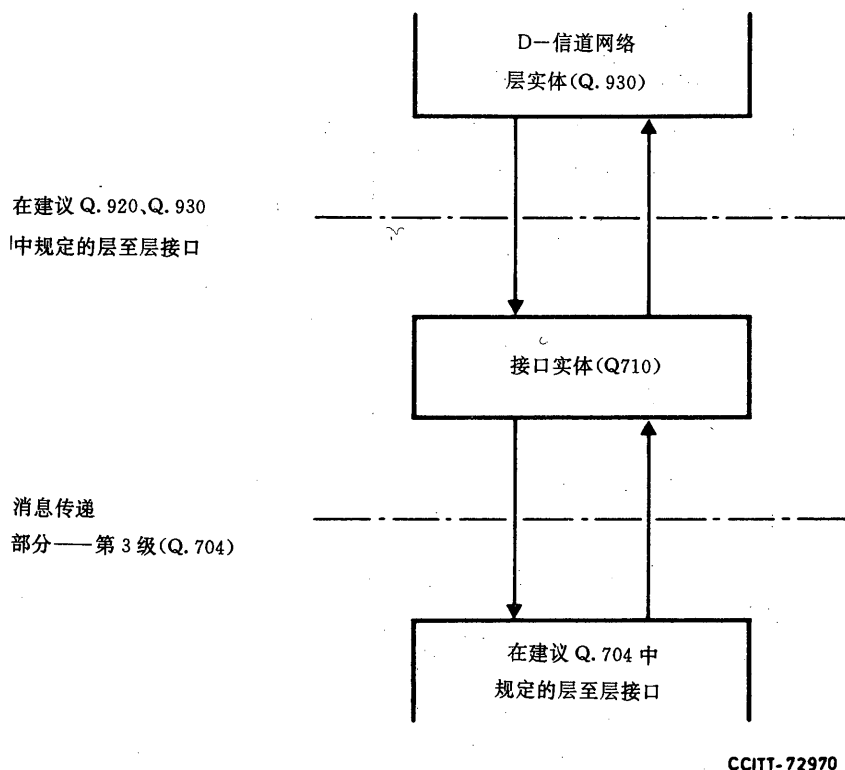 D—信道网络
层实体(Q.930)
在建议 Q.920、Q.930
中规定的层至层接口
接口实体(Q710)
消息传递
部分——第 3 级(Q.704)
在建议 Q.704 中
规定的层至层接口
CCITT-72970